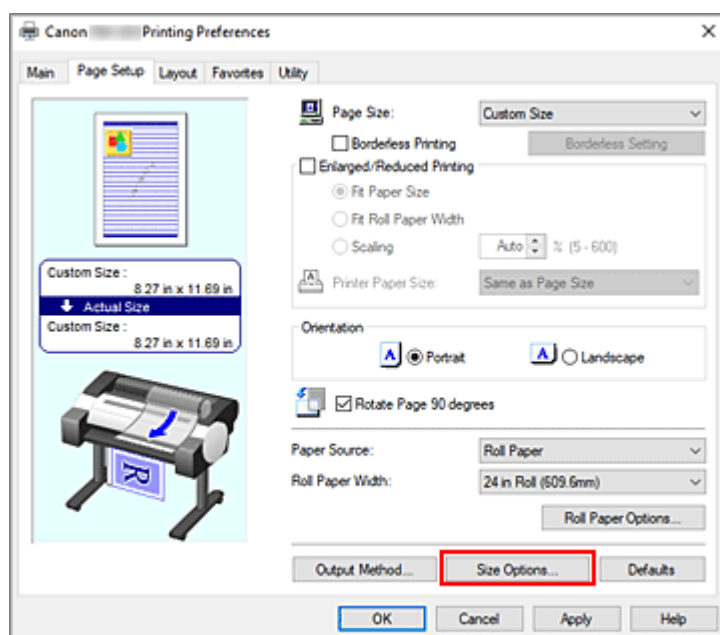 Canon Printing Preferences
Main Page Setup Layout Favorites Utility
Page Size: Custom Size
Borderless Printing Borderless Setting
Enlarged/Reduced Printing
Fit Paper Size
Fit Roll Paper Width
Scaling Auto % (5 - 600)
Printer Paper Size: Same as Page Size
Custom Size :
8.27 in x 11.69 in
Actual Size
Custom Size :
8.27 in x 11.69 in
Orientation
A Portrait A Landscape
Rotate Page 90 degrees
R
Paper Source: Roll Paper
Roll Paper Width: 24 in Roll (609.6mm)
Roll Paper Options...
Output Method... Size Options... Defaults
OK Cancel Apply Help